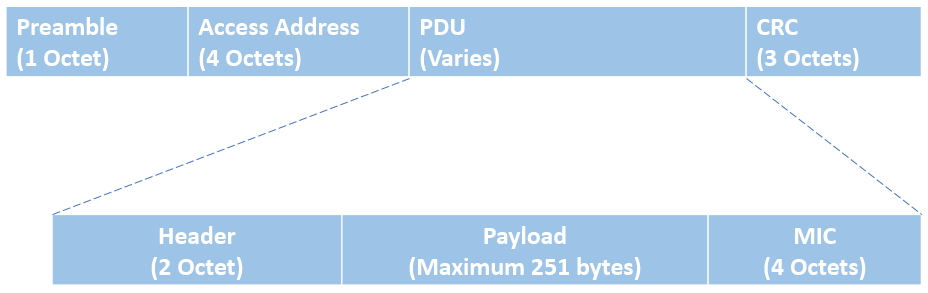 Preamble
(1 Octet)
Access Address
(4 Octets)
PDU
(Varies)
CRC
(3 Octets)
Header
(2 Octet)
Payload
(Maximum 251 bytes)
MIC
(4 Octets)